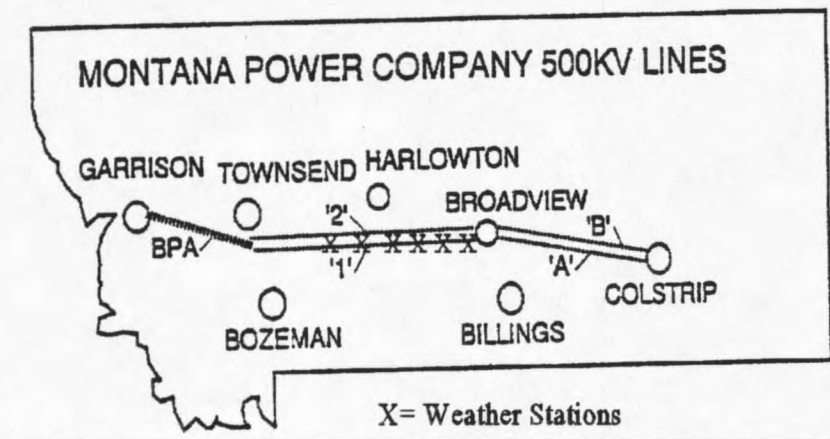 MONTANA POWER COMPANY 500KV LINES
GARRISON
TOWNSEND
HARLOWTON
BROADVIEW
'2'
'B'
BPA
X X X X X X
'1'
'A'
COLSTRIP
BOZEMAN
BILLINGS
X= Weather Stations